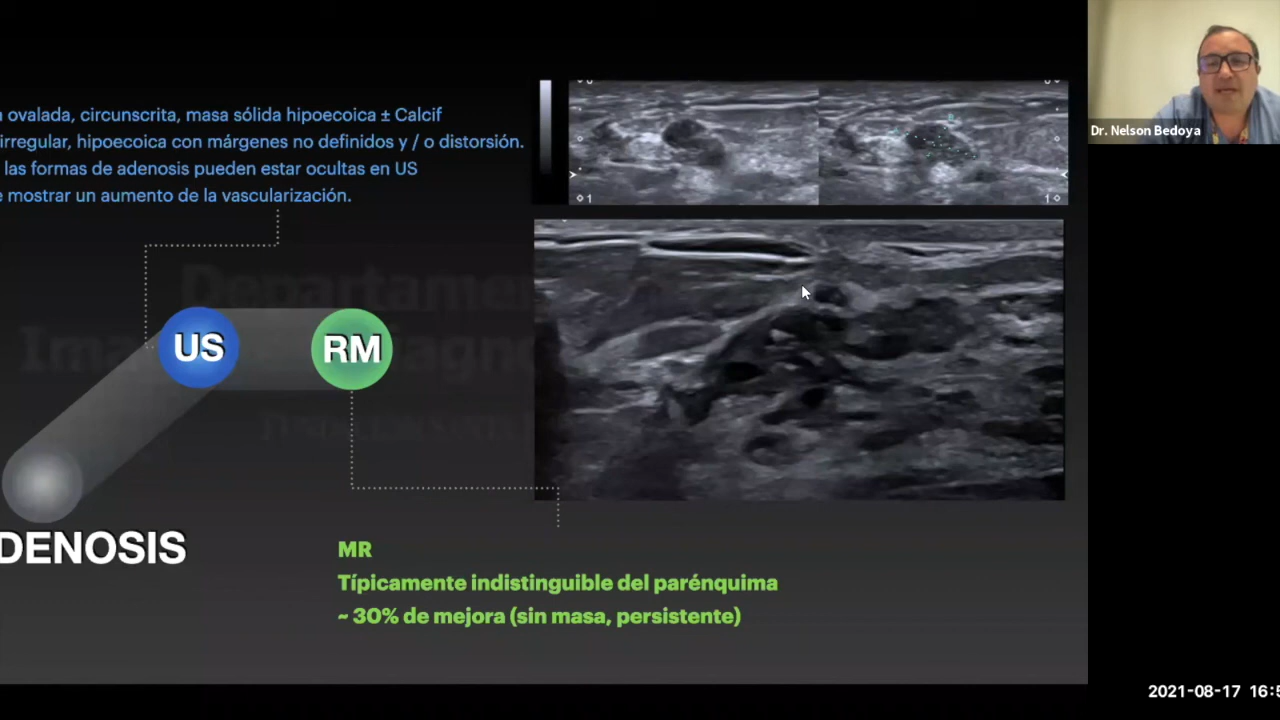 ovalada, circunscrita, masa sólida hipoecoica ± Calcif
irregular, hipoecoica con márgenes no definidos y / o distorsión.
las formas de adenosis pueden estar ocultas en US
mostrar un aumento de la vascularización.
Dr. Nelson Bedoya
1
1
US
RM
DENOSIS
MR
Típicamente indistinguible del parénquima
~ 30% de mejora (sin masa, persistente)
2021-08-17 16:5